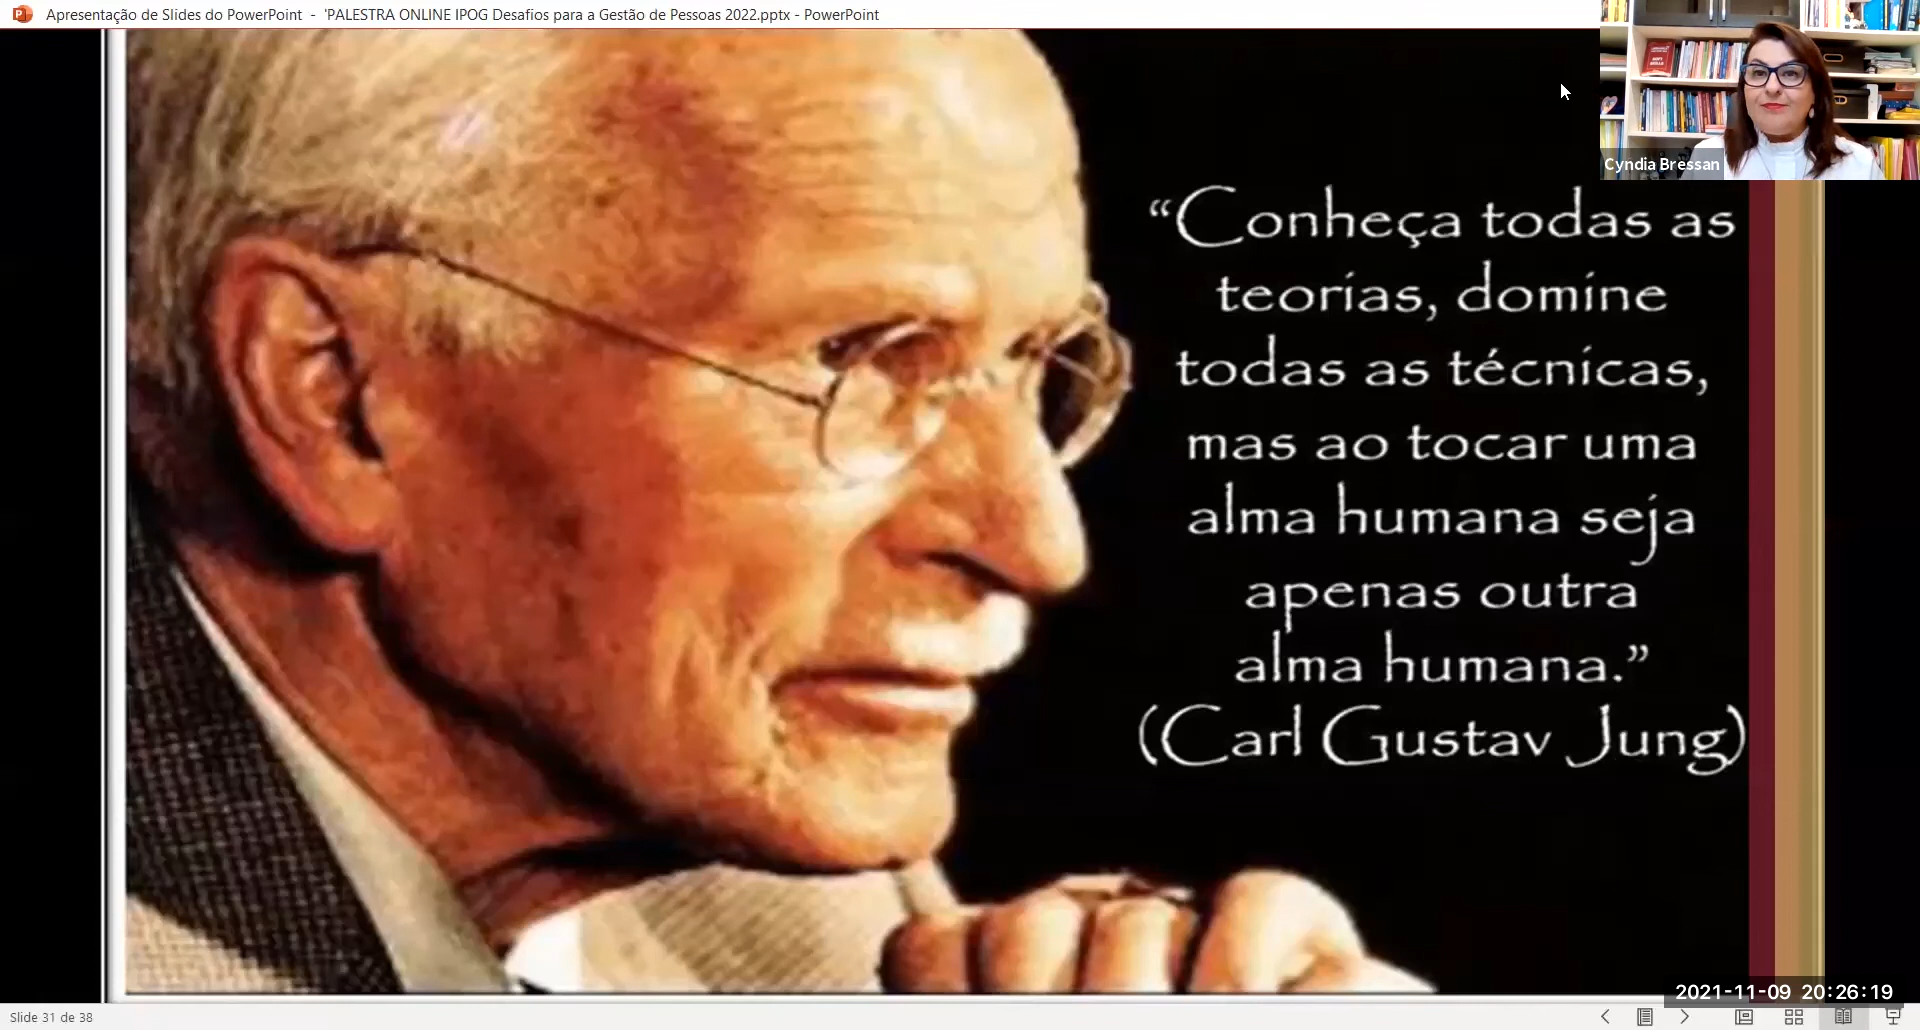 Apresentação de Slides do PowerPoint - 'PALESTRA ONLINE IPOG Desafios para a Gestão de Pessoas 2022.pptx - PowerPoint
Cyndia Bressan
“Conheça todas as
teorias, domine
todas as técnicas,
mas ao tocar uma
alma humana seja
apenas outra
alma humana.”
(Carl Gustav Jung)
2021-11-09 20:26:19
Slide 31 de 38